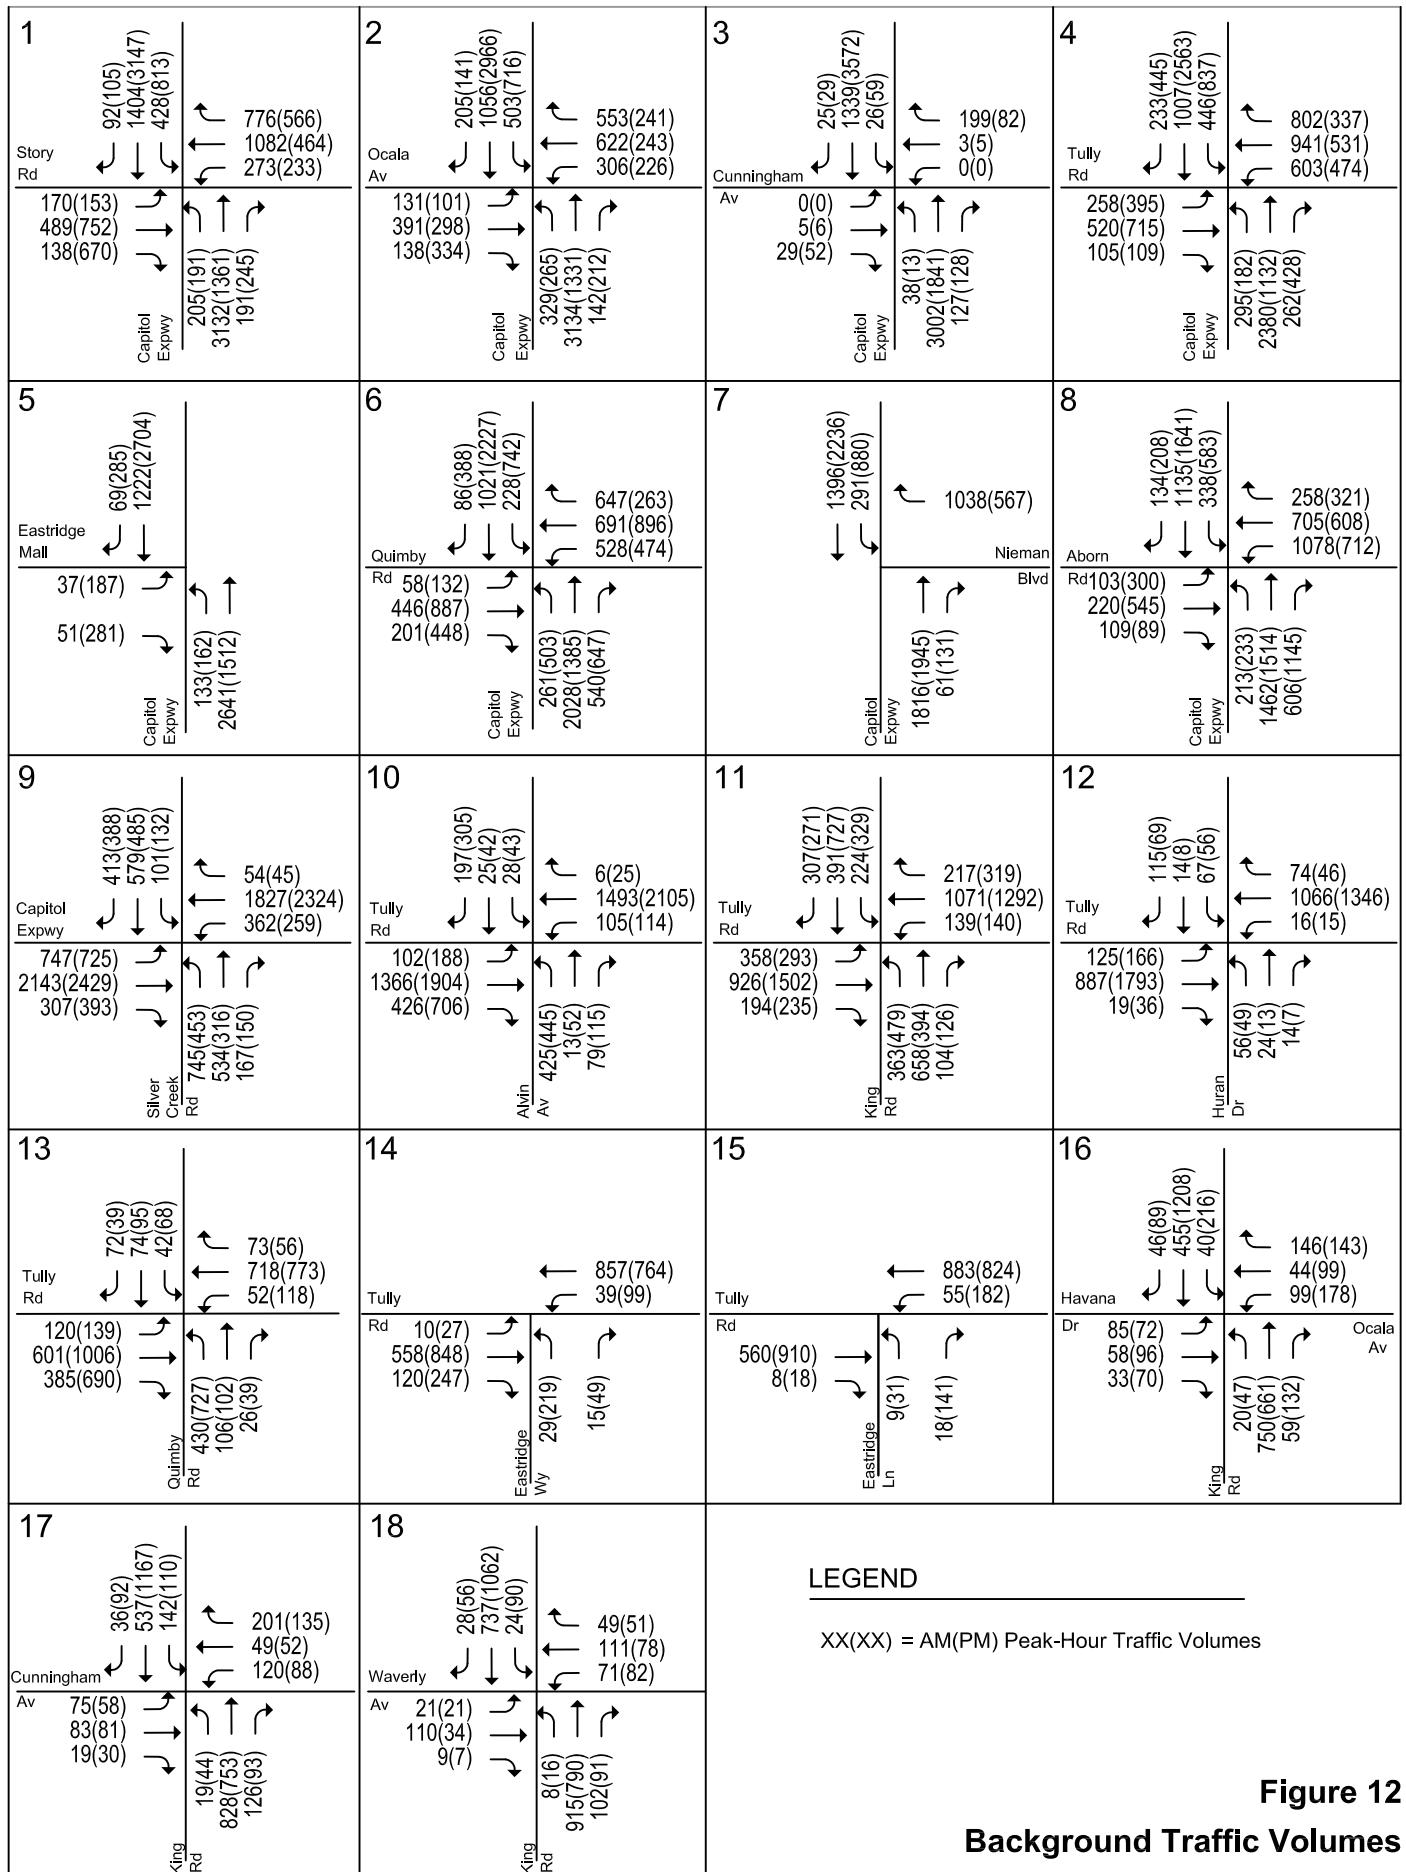 1
92(105)
1404(3147)
428(813)
776(566)
1082(464)
273(233)
Story
Rd
170(153)
489(752)
138(670)
205(191)
3132(1361)
191(245)
Capitol
Expwy
2
205(141)
1056(2966)
503(716)
553(241)
622(243)
306(226)
Ocala
Av
131(101)
391(298)
138(334)
329(265)
3134(1331)
142(212)
Capitol
Expwy
3
25(29)
1339(3572)
26(59)
199(82)
3(5)
0(0)
Cunningham
Av
0(0)
5(6)
29(52)
38(13)
3002(1841)
127(128)
Capitol
Expwy
4
233(445)
1007(2563)
446(837)
802(337)
941(531)
603(474)
Tully
Rd
258(395)
520(715)
105(109)
295(182)
2380(1132)
262(428)
Capitol
Expwy
5
69(285)
1222(2704)
Eastridge
Mall
37(187)
51(281)
133(162)
2641(1512)
Capitol
Expwy
6
86(388)
1021(2227)
228(742)
647(263)
691(896)
528(474)
Quimby
Rd
58(132)
446(887)
201(448)
261(503)
2028(1385)
540(647)
Capitol
Expwy
7
1396(2236)
291(880)
1038(567)
Nieman
Blvd
1816(1945)
61(131)
Capitol
Expwy
8
134(208)
1135(1641)
338(583)
258(321)
705(608)
1078(712)
Aborn
Rd
103(300)
220(545)
109(89)
213(233)
1462(1514)
606(1145)
Capitol
Expwy
9
413(388)
579(485)
101(132)
54(45)
1827(2324)
362(259)
Capitol
Expwy
747(725)
2143(2429)
307(393)
745(453)
534(316)
167(150)
Silver
Creek
Rd
10
197(305)
25(42)
28(43)
6(25)
1493(2105)
105(114)
Tully
Rd
102(188)
1366(1904)
426(706)
425(445)
13(52)
79(115)
Alvin
Av
11
307(271)
391(727)
224(329)
217(319)
1071(1292)
139(140)
Tully
Rd
358(293)
926(1502)
194(235)
363(479)
658(394)
104(126)
King
Rd
12
115(69)
14(8)
67(56)
74(46)
1066(1346)
16(15)
Tully
Rd
125(166)
887(1793)
19(36)
56(49)
24(13)
14(7)
Huran
Dr
13
72(39)
74(95)
42(68)
73(56)
718(773)
52(118)
Tully
Rd
120(139)
601(1006)
385(690)
430(727)
106(102)
26(39)
Quimby
Rd
14
857(764)
39(99)
Tully
Rd
10(27)
558(848)
120(247)
29(219)
15(49)
Eastridge
Wy
15
883(824)
55(182)
Tully
Rd
560(910)
8(18)
9(31)
18(141)
Eastridge
Ln
16
46(89)
455(1208)
40(216)
146(143)
44(99)
99(178)
Havana
Dr
Ocala
Av
85(72)
58(96)
33(70)
20(47)
750(661)
59(132)
King
Rd
17
36(92)
537(1167)
142(110)
201(135)
49(52)
120(88)
Cunningham
Av
75(58)
83(81)
19(30)
19(44)
828(753)
126(93)
King
Rd
18
28(56)
737(1062)
24(90)
49(51)
111(78)
71(82)
Waverly
Av
21(21)
110(34)
9(7)
8(16)
915(790)
102(91)
King
Rd
LEGEND
XX(XX) = AM(PM) Peak-Hour Traffic Volumes
Figure 12
Background Traffic Volumes